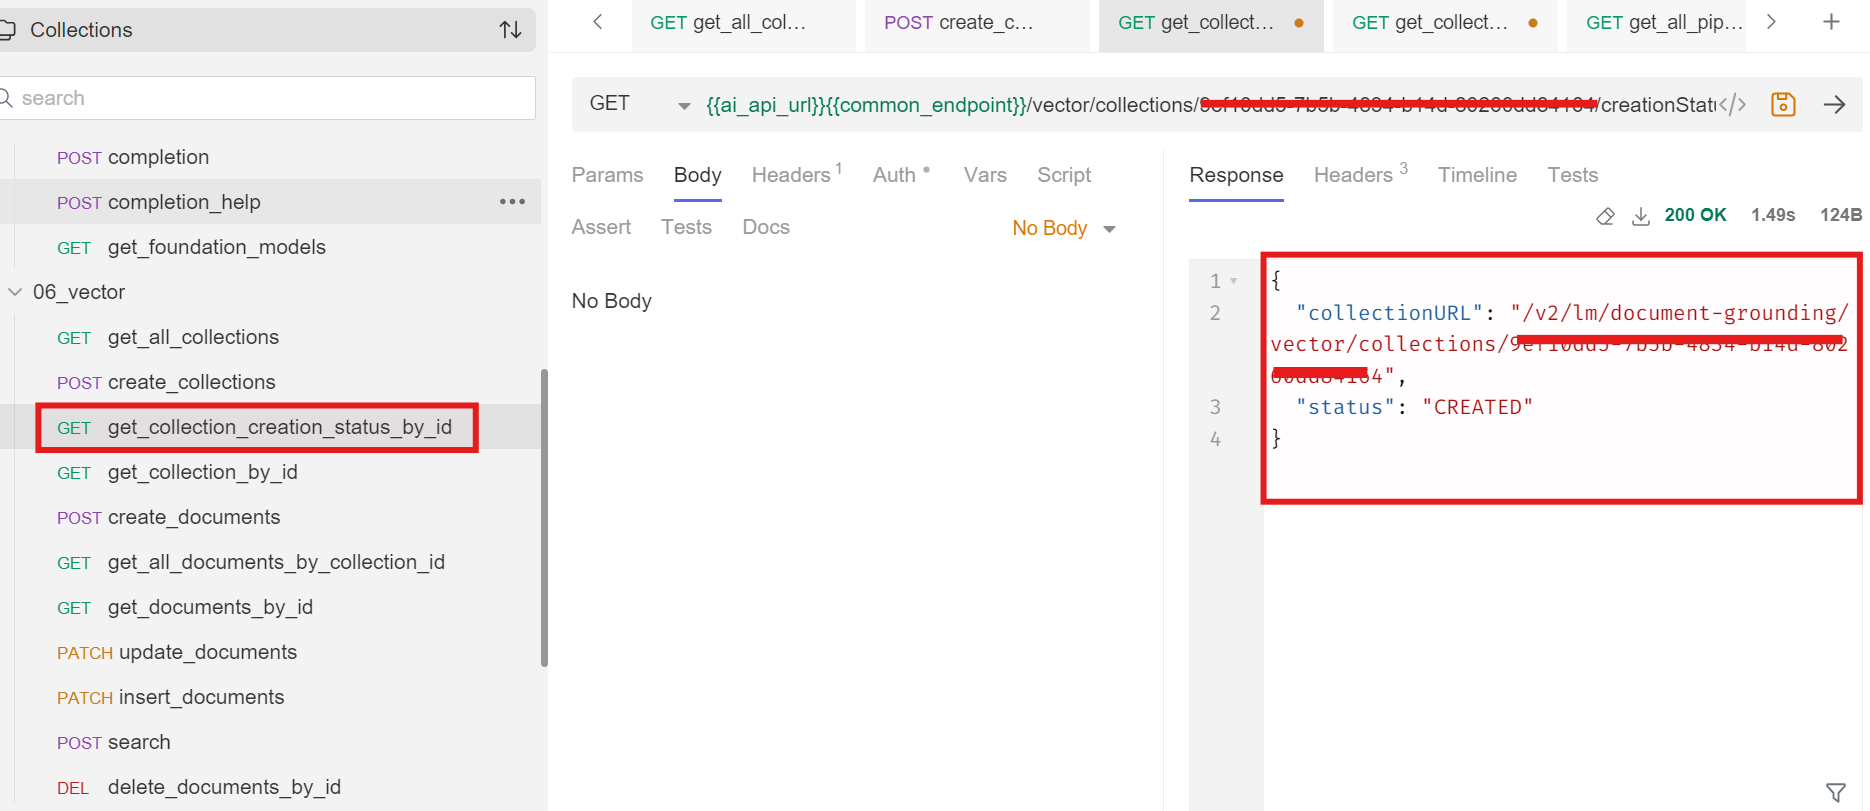 Collections
search
POST completion
POST completion_help
GET get_foundation_models
06_vector
GET get_all_collections
POST create_collections
GET get_collection_creation_status_by_id
GET get_collection_by_id
POST create_documents
GET get_all_documents_by_collection_id
GET get_documents_by_id
PATCH update_documents
PATCH insert_documents
POST search
DEL delete_documents_by_id
GET get_all_col...
POST create_c...
GET get_collect...
GET get_collect...
GET get_all_pip...
GET
{{ai_api_url}}{{common_endpoint}}/vector/collections/ /creationStatu
Params Body Headers 1 Auth Vars Script
Assert Tests Docs
No Body
No Body
Response Headers 3 Timeline Tests
200 OK 1.49s 124B
1 {
2 "collectionURL": "/v2/lm/document-grounding/
vector/collections/
4",
3 "status": "CREATED"
4 }